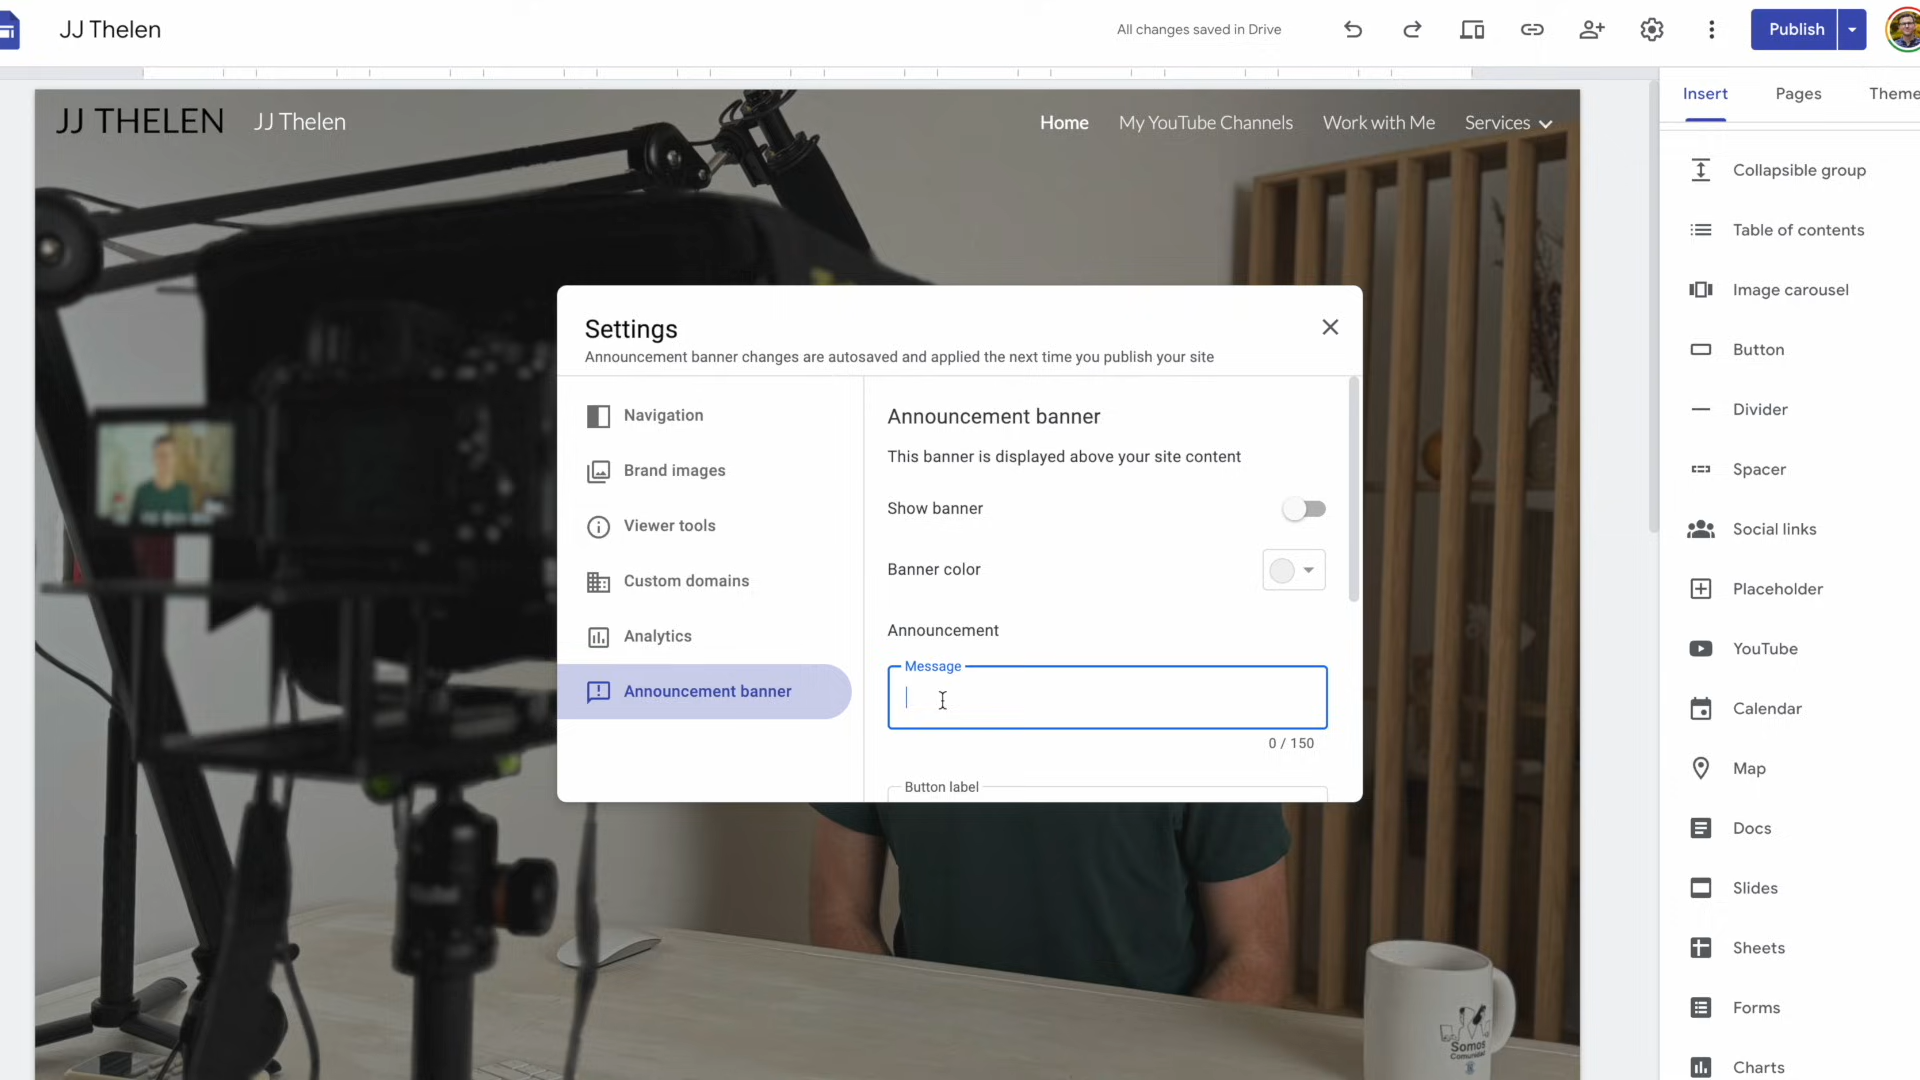 JJ Thelen
All changes saved in Drive
Publish
JJ THELEN
JJ Thelen
Home
My YouTube Channels
Work with Me
Services
Insert
Pages
Theme
Collapsible group
Table of contents
Image carousel
Button
Divider
Spacer
Social links
Placeholder
YouTube
Calendar
Map
Docs
Slides
Sheets
Forms
Charts
Settings
Announcement banner changes are autosaved and applied the next time you publish your site
Navigation
Brand images
Viewer tools
Custom domains
Analytics
Announcement banner
Announcement banner
This banner is displayed above your site content
Show banner
Banner color
Announcement
Message
0 / 150
Button label
Somos
Comunidad